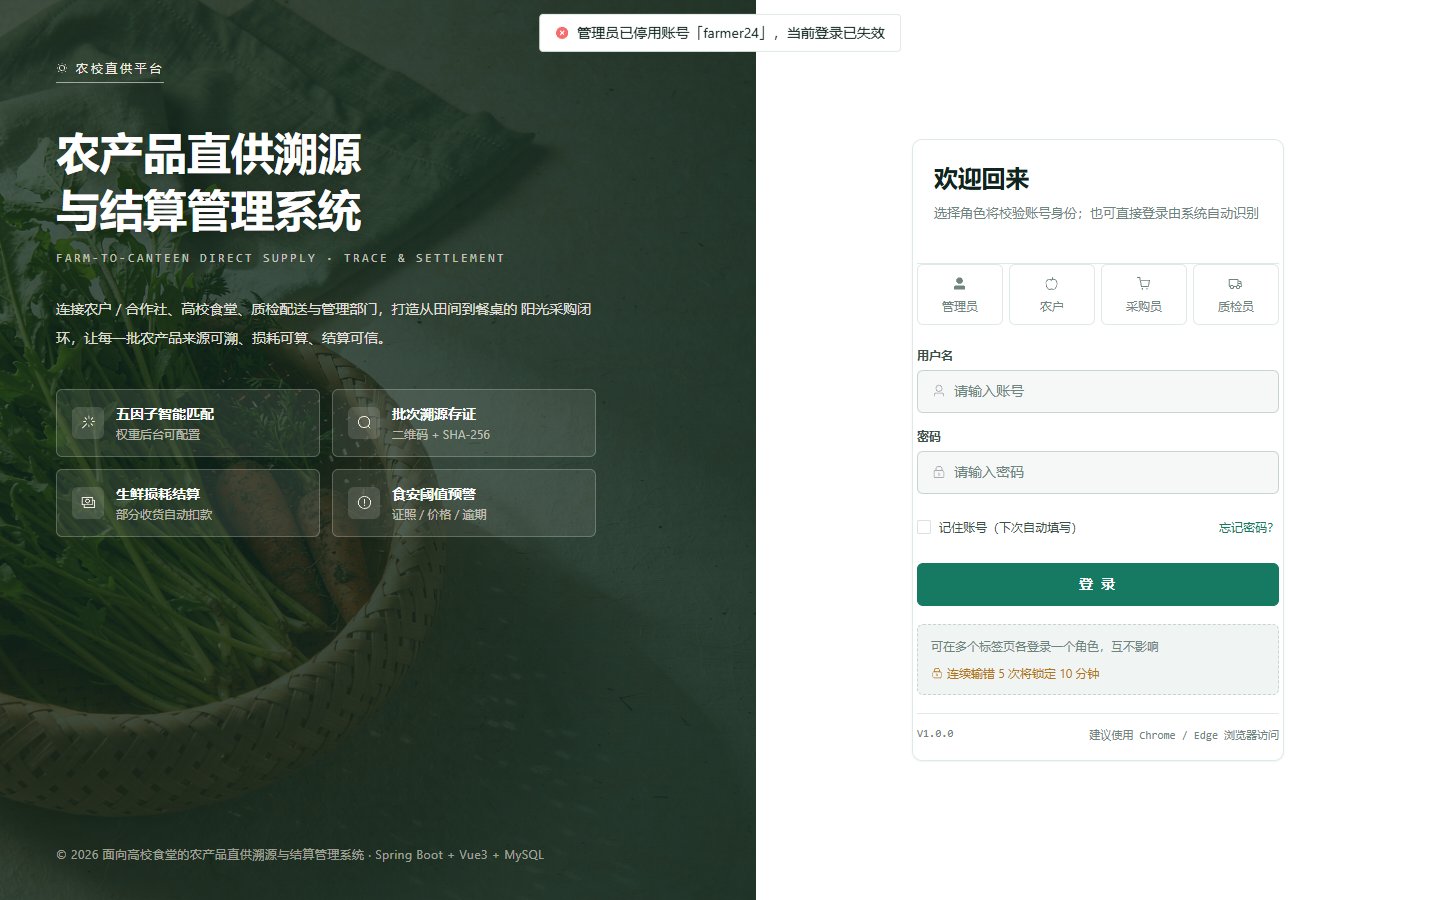 管理员已停用账号「farmer24」，当前登录已失效
农校直供平台
农产品直供溯源
与结算管理系统
FARM-TO-CANTEEN DIRECT SUPPLY · TRACE & SETTLEMENT
连接农户 / 合作社、高校食堂、质检配送与管理部门，打造从田间到餐桌的 阳光采购闭
环，让每一批农产品来源可溯、损耗可算、结算可信。
五因子智能匹配
权重后台可配置
批次溯源存证
二维码 + SHA-256
生鲜损耗结算
部分收货自动扣款
食安阈值预警
证照 / 价格 / 逾期
© 2026 面向高校食堂的农产品直供溯源与结算管理系统 · Spring Boot + Vue3 + MySQL
欢迎回来
选择角色将校验账号身份；也可直接登录由系统自动识别
管理员
农户
采购员
质检员
用户名
请输入账号
密码
请输入密码
记住账号（下次自动填写）
忘记密码?
登 录
可在多个标签页各登录一个角色，互不影响
连续输错 5 次将锁定 10 分钟
V1.0.0
建议使用 Chrome / Edge 浏览器访问